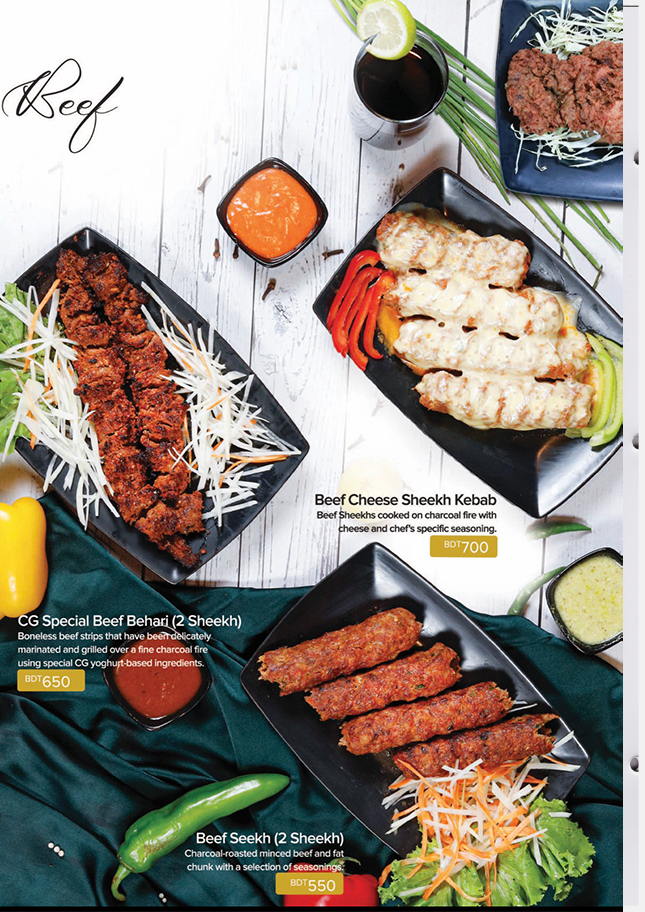 Beef
Beef Cheese Sheekh Kebab
Beef Sheekhs cooked on charcoal fire with
cheese and chef's specific seasoning.
BDT700
CG Special Beef Behari (2 Sheekh)
Boneless beef strips that have been delicately
marinated and grilled over a fine charcoal fire
using special CG yoghurt-based ingredients.
BDT650
Beef Seekh (2 Sheekh)
Charcoal-roasted minced beef and fat
chunk with a selection of seasonings.
BDT550